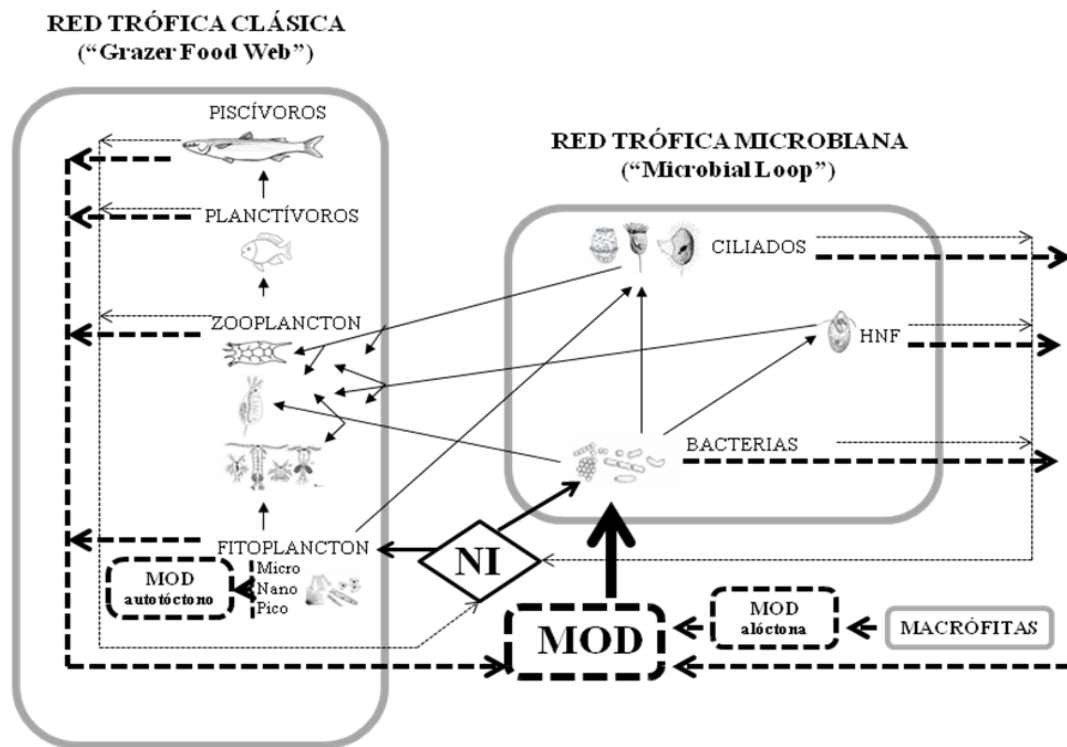 RED TRÓFICA CLÁSICA
(“Grazer Food Web”)
PISCÍVOROS
PLANCTÍVOROS
ZOOPLANCTON
FITOPLANCTON
Micro
Nano
Pico
MOD
autotóctono
RED TRÓFICA MICROBIANA
(“Microbial Loop”)
CILIADOS
HNF
BACTERIAS
NI
MOD
MOD
alóctona
MACRÓFITAS